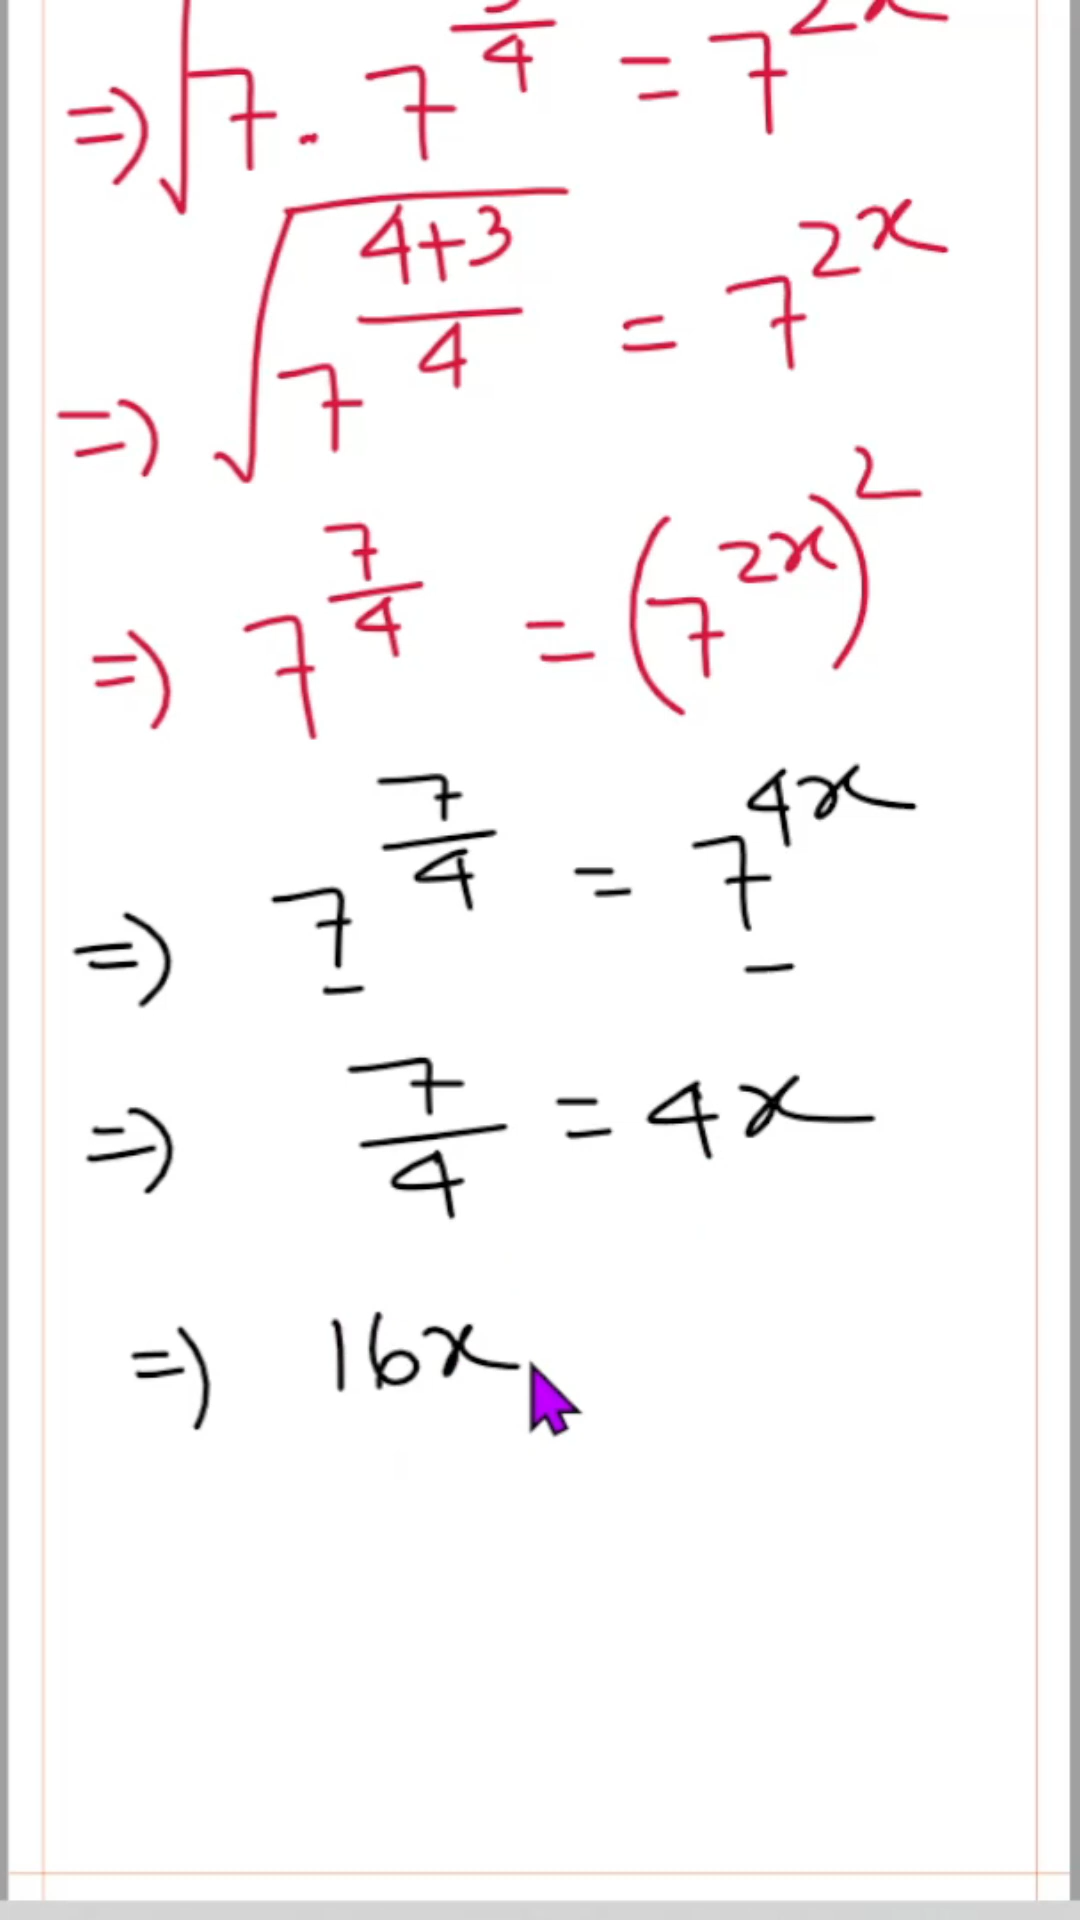 => √7 . 7^(3/4) = 7^(2x)
=> √7^((4+3)/4) = 7^(2x)
=> 7^(7/4) = (7^(2x))^2
=> 7^(7/4) = 7^(4x)
=> 7/4 = 4x
=> 16x